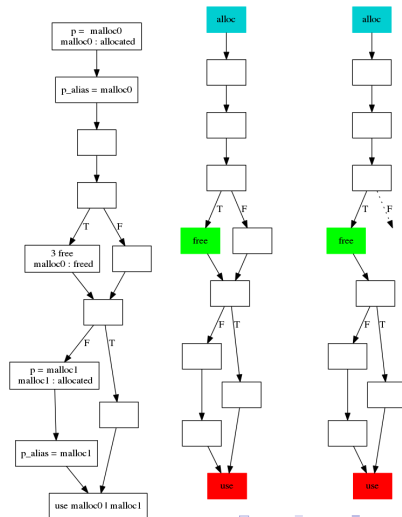 p = malloc0
malloc0 : allocated
p_alias = malloc0
T
F
3 free
malloc0 : freed
F
T
p = malloc1
malloc1 : allocated
p_alias = malloc1
use malloc0 | malloc1
alloc
T
F
free
F
T
use
alloc
T
F
free
F
T
use